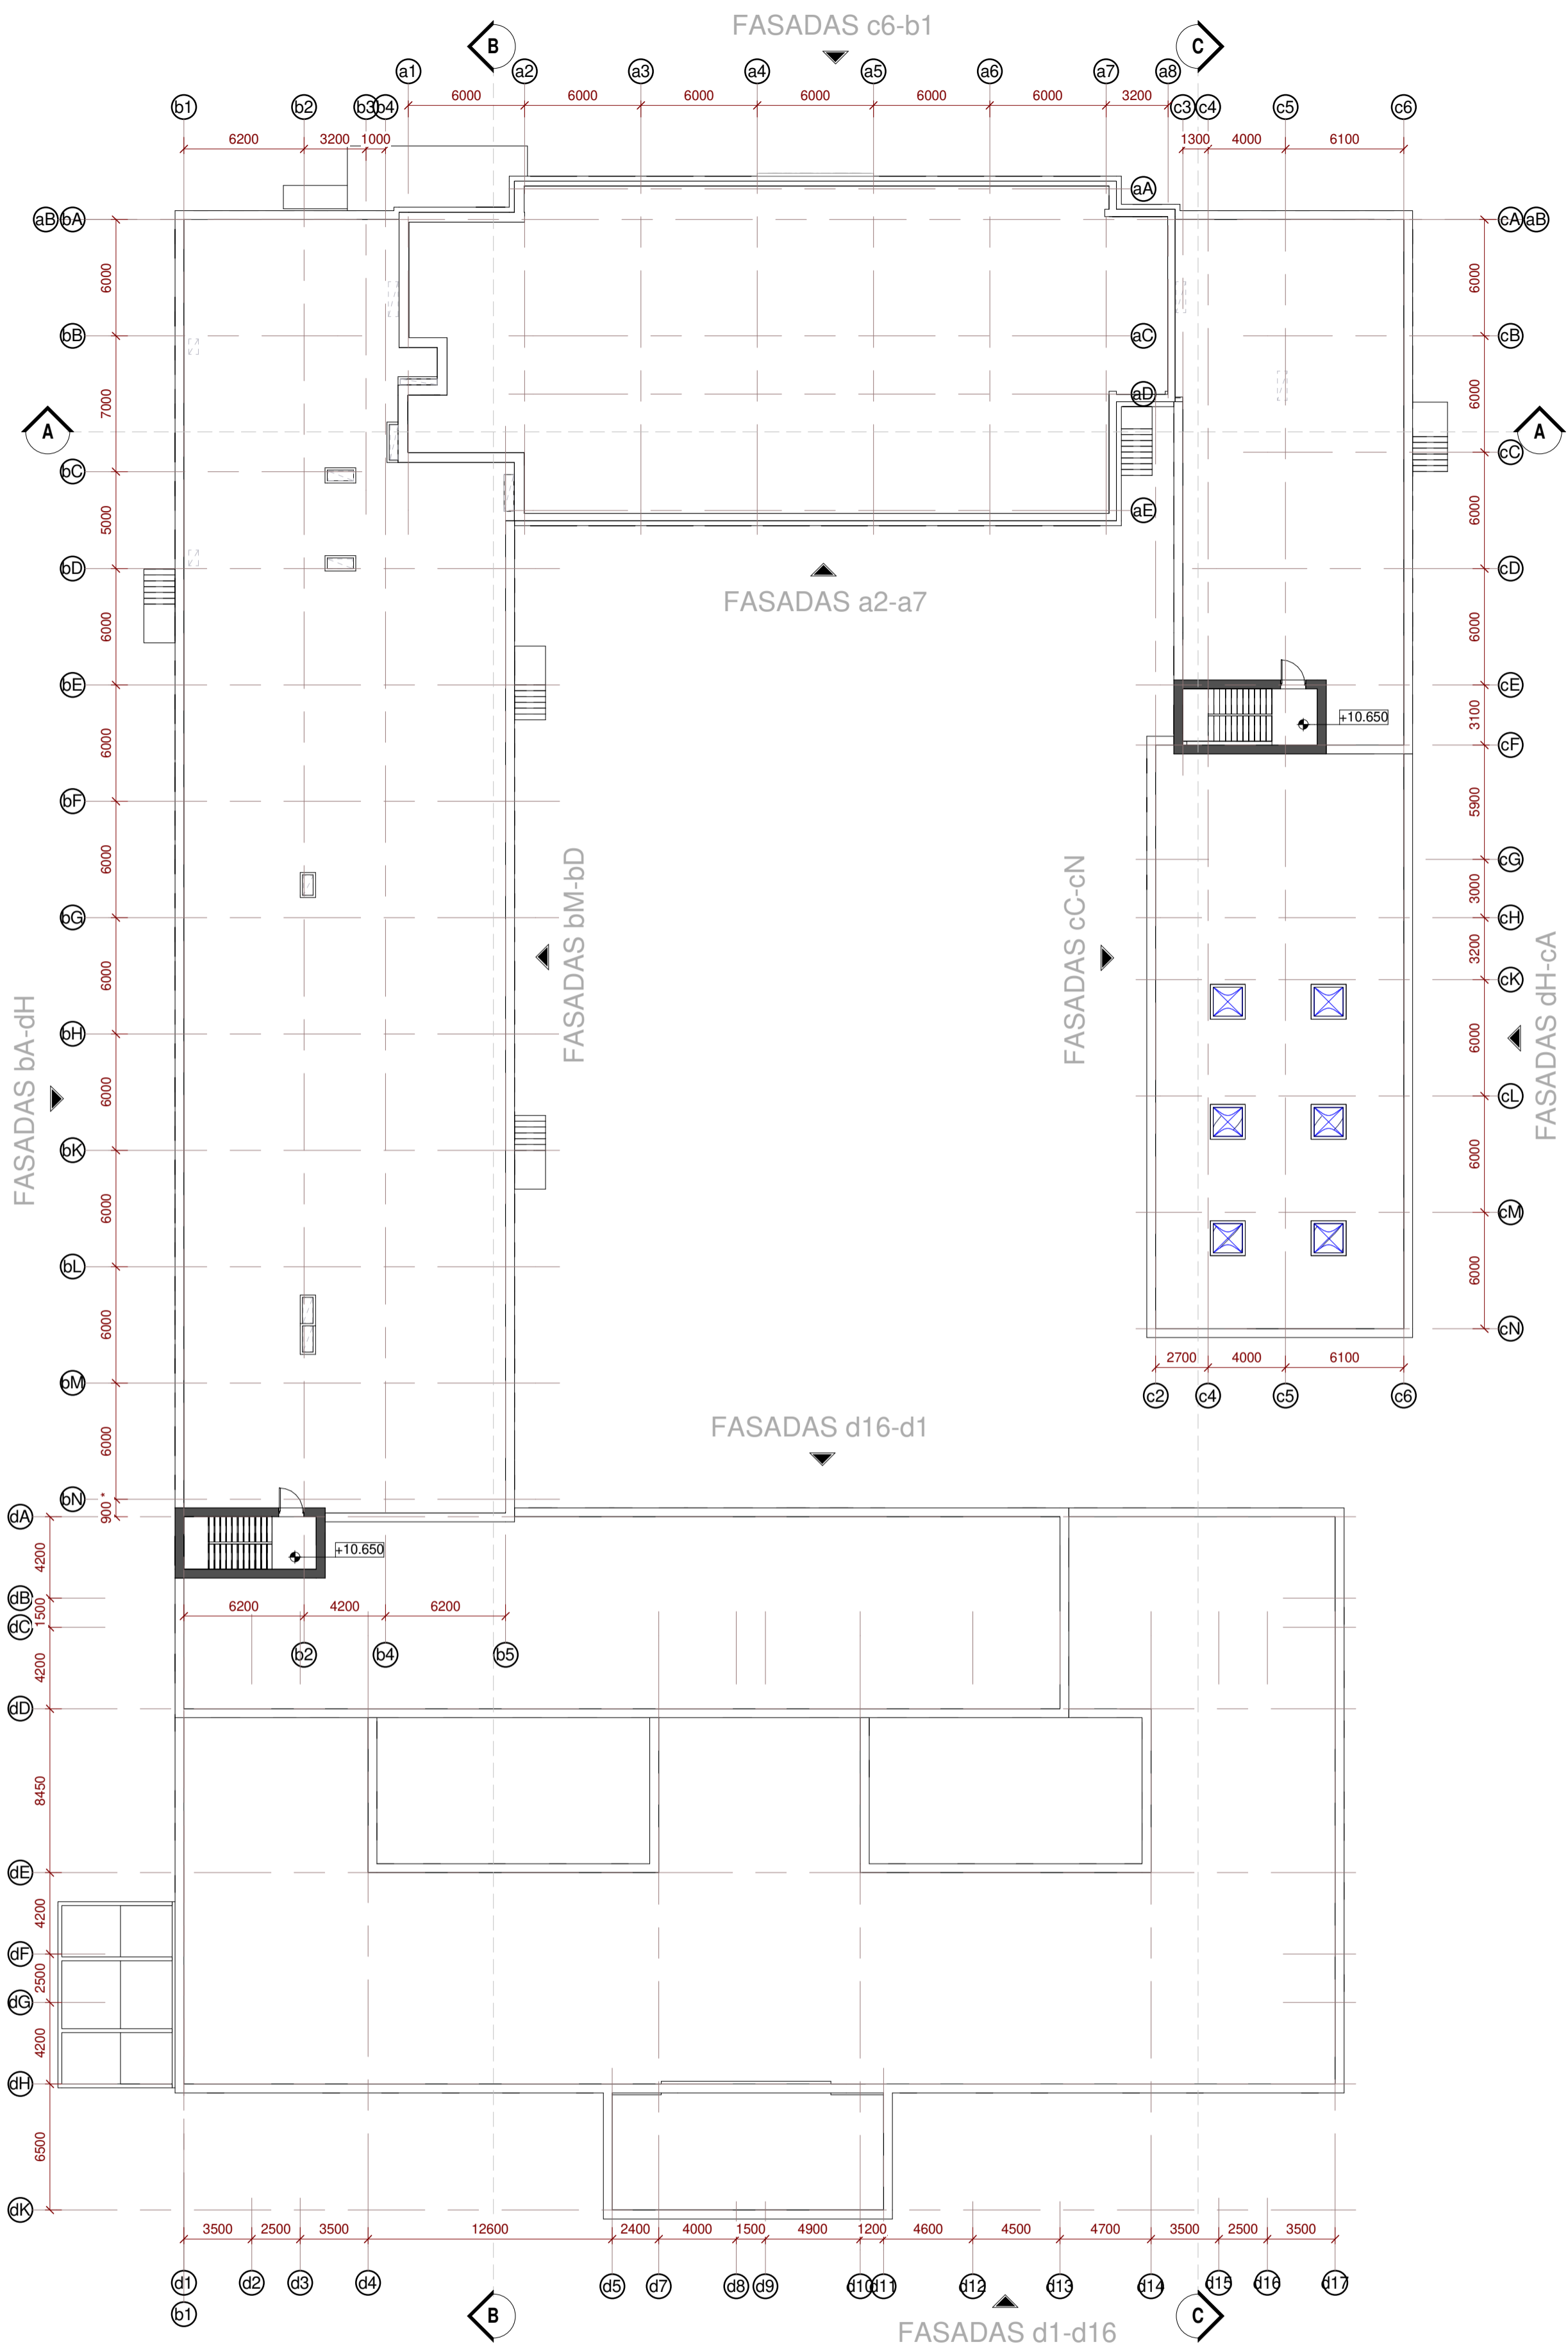 FASADAS c6-b1
B
C
a1 a2 a3 a4 a5 a6 a7 a8
6000 6000 6000 6000 6000 6000 3200
b1 b2 b3 b4 c3 c4 c5 c6
6200 3200 1000 1300 4000 6100
aA
aB bA cA aB
6000 6000
bB aC cB
7000 aD 6000
A A
cC
bC
5000 aE 6000
bD cD
FASADAS a2-a7
6000 6000
bE cE
3100
+10.650
6000 cF
bF 5900
6000 cG
3000
bG cH
6000 3200
cK
FASADAS bM-bD
FASADAS cC-cN
FASADAS bA-dH
FASADAS dH-cA
bH 6000
6000 cL
bK 6000
6000 cM
bL 6000
6000 cN
2700 4000 6100
bM c2 c4 c5 c6
6000
FASADAS d16-d1
bN
900 *
dA
4200
+10.650
dB
1500
dC
6200 4200 6200
b2 b4 b5
4200
dD
8450
dE
4200
dF
2500
dG
4200
dH
6500
dK
3500 2500 3500 12600 2400 4000 1500 4900 1200 4600 4500 4700 3500 2500 3500
d1 d2 d3 d4 d5 d7 d8 d9 d10 d11 d12 d13 d14 d15 d16 d17
b1
B
C
FASADAS d1-d16